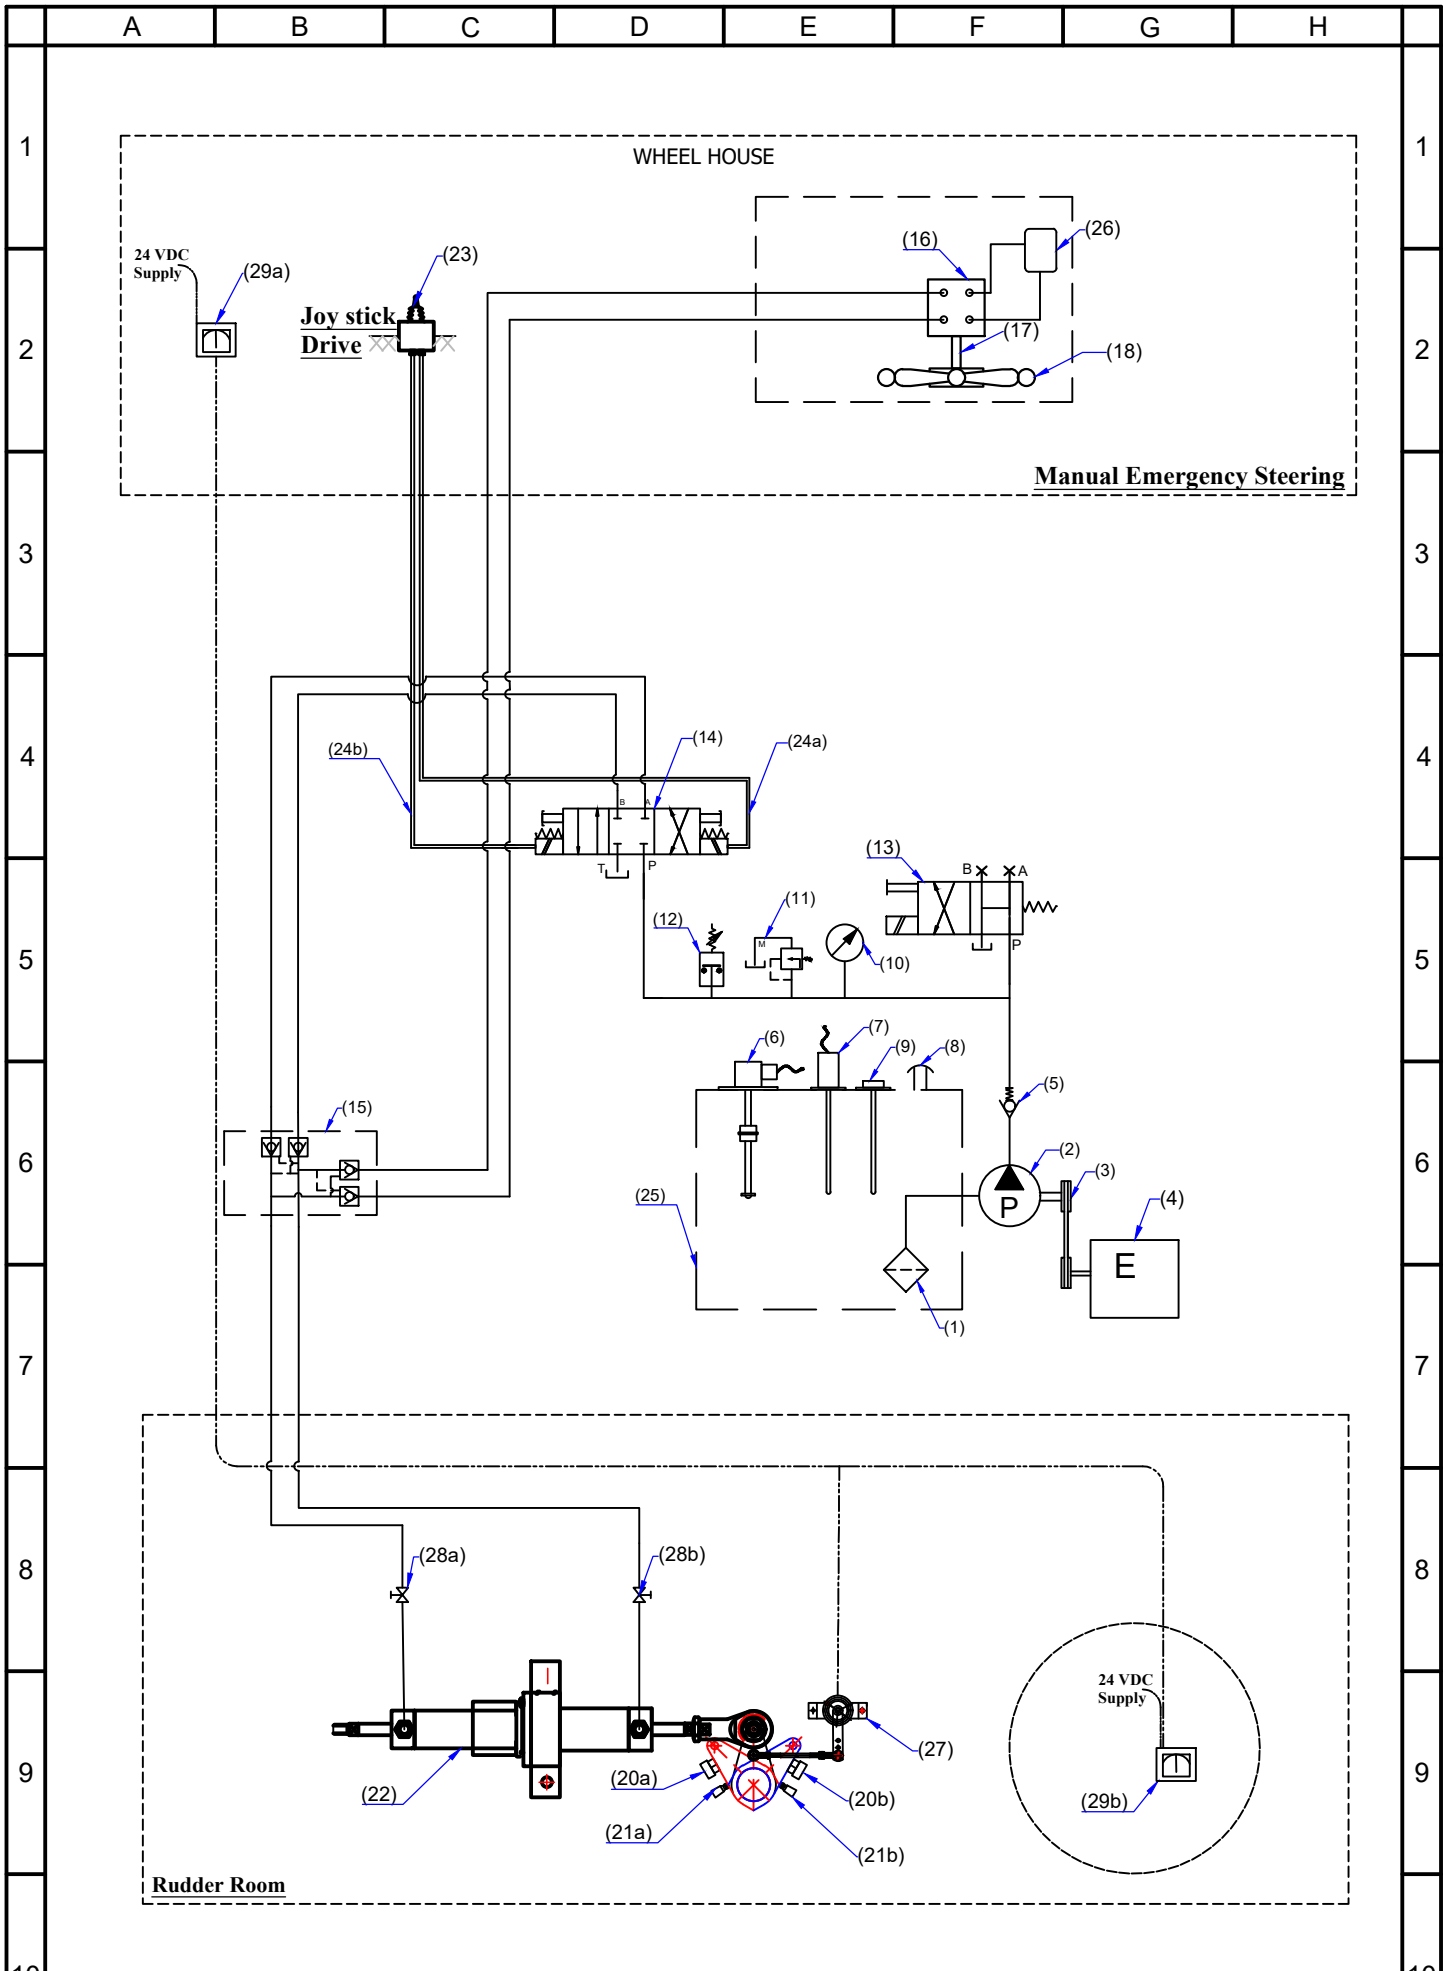 A B C D E F G H
1 1
WHEEL HOUSE
(16) (26)
24 VDC
Supply
(29a)
(23)
Joy stick
Drive
(17)
2 2
(18)
Manual Emergency Steering
3 3
4 4
(24b) (14) (24a)
B A
T P
(13)
B A
P
(12) (11) (10)
M
5 5
(6) (7) (9) (8)
(5)
(15)
6 6
(2) (3) (4)
P
E
(25)
(1)
7 7
8 8
(28a) (28b)
24 VDC
Supply
(27)
9 9
(22) (20a) (20b) (29b)
(21a) (21b)
Rudder Room